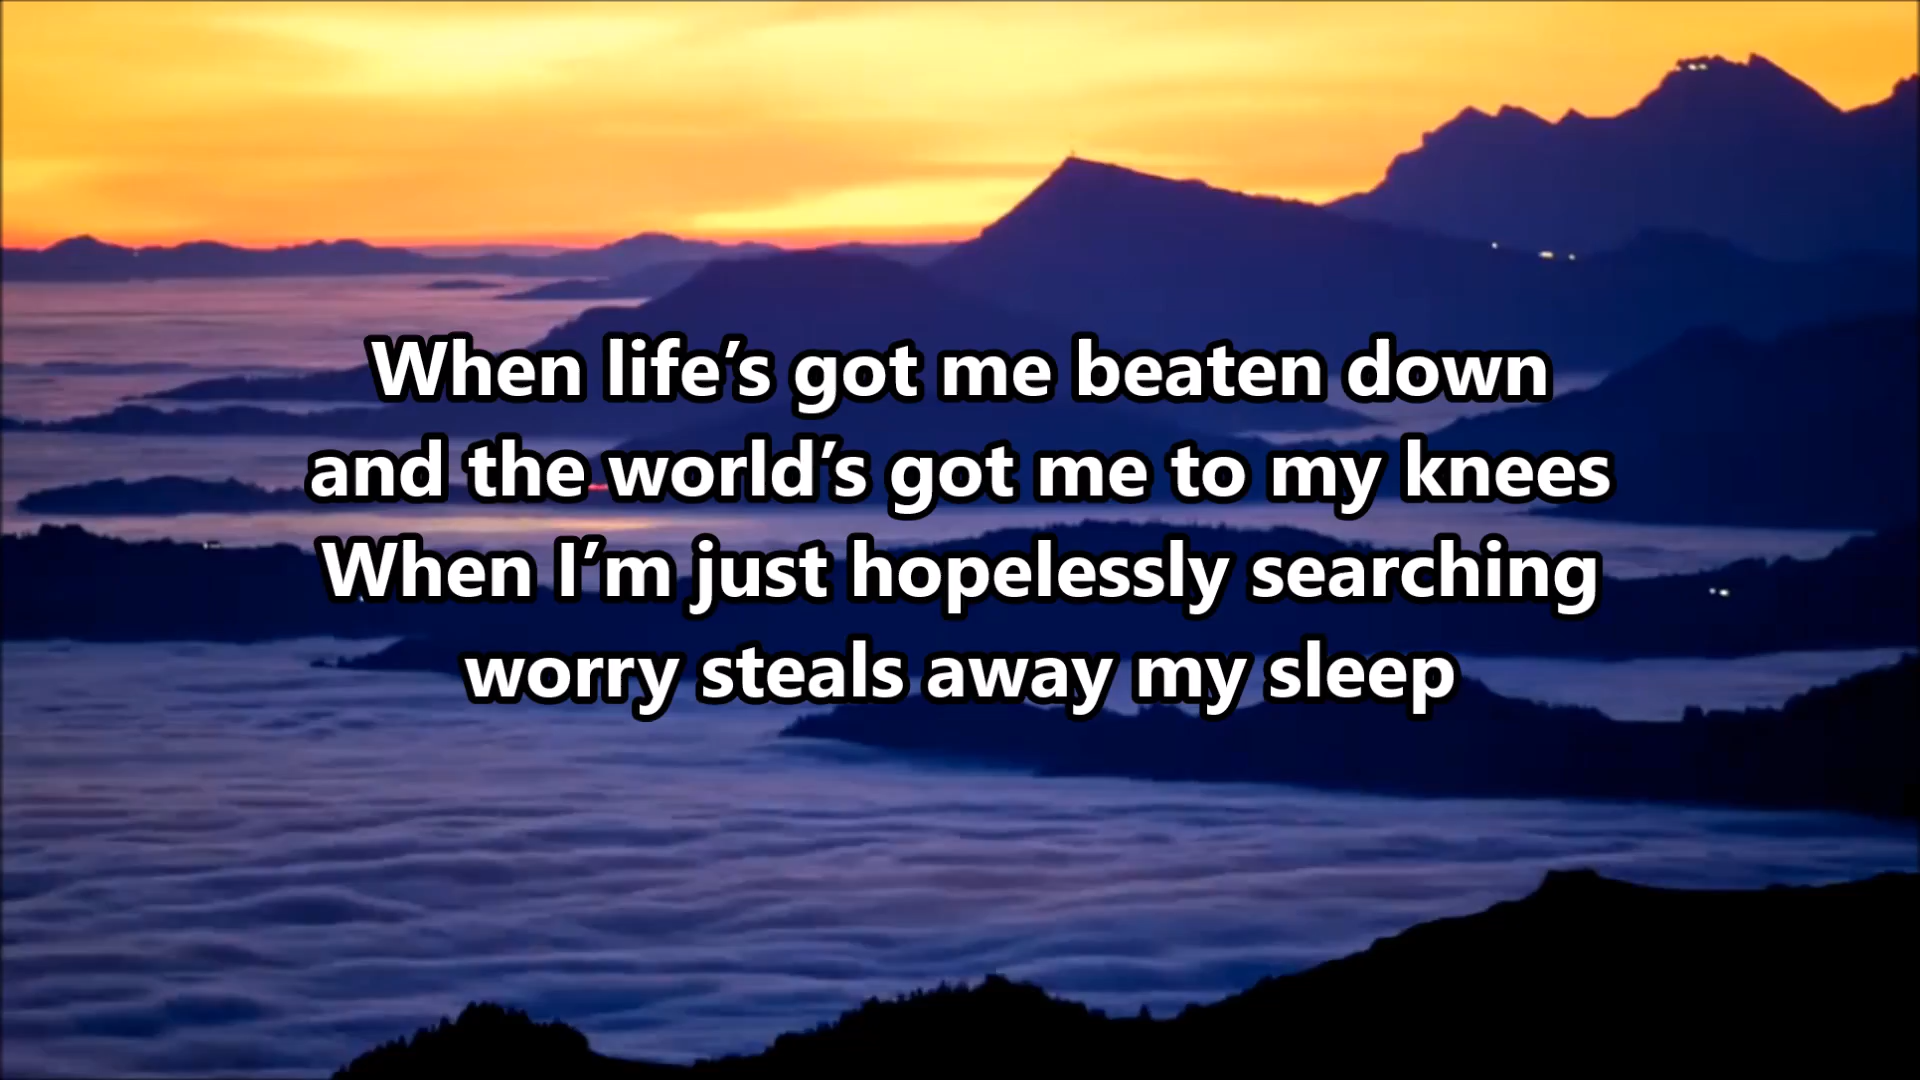 When life’s got me beaten down
and the world’s got me to my knees
When I’m just hopelessly searching
worry steals away my sleep